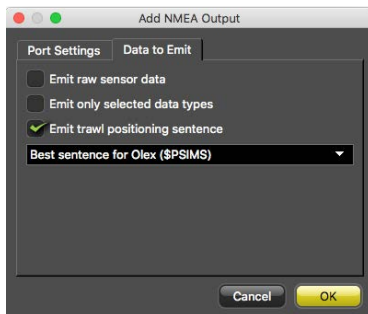 Add NMEA Output
Port Settings Data to Emit
Emit raw sensor data
Emit only selected data types
Emit trawl positioning sentence
Best sentence for Olex ($PSIMS)
Cancel OK